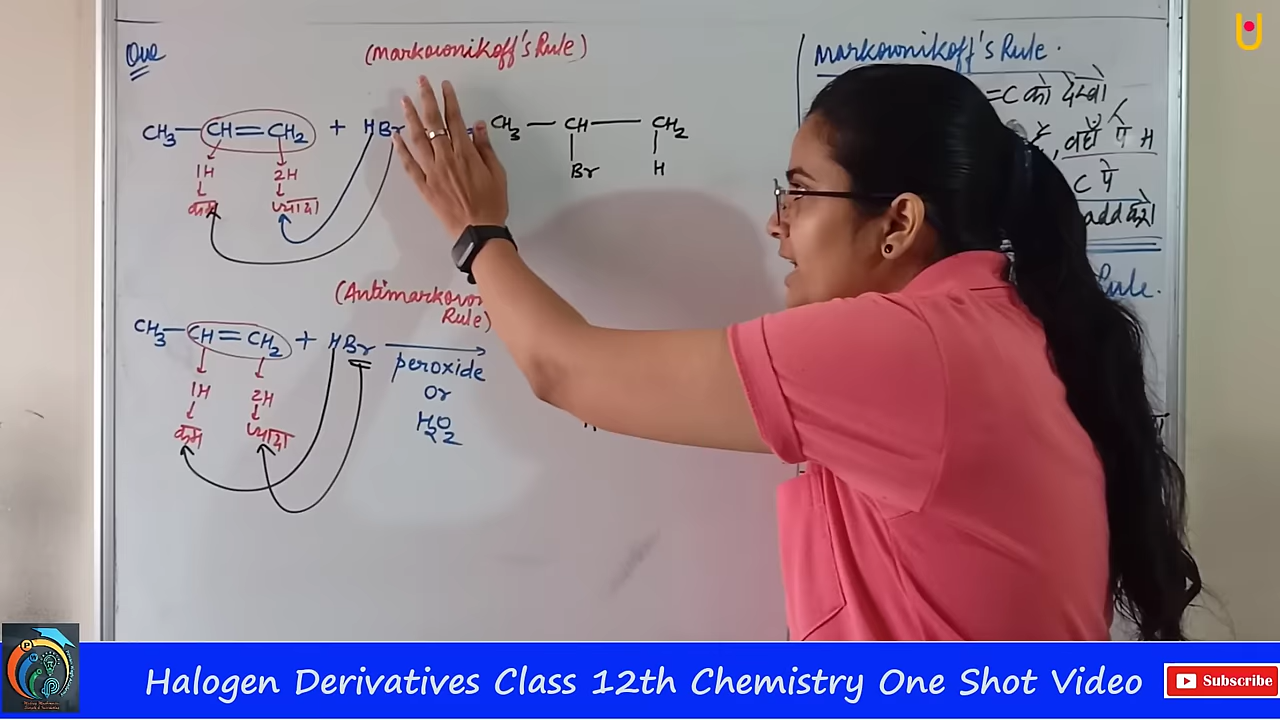 Que
(Markownikoff's Rule)
CH3 — CH = CH2 + HBr CH3 — CH — CH2
Br H
1H 2H
↓ ↓
कम ज्यादा
(Antimarkovn
Rule)
CH3 — CH = CH2 + HBr
peroxide
Or
H2O2
1H 2H
↓ ↓
कम ज्यादा
Markownikoff's Rule.
=C को देखो
, वहाँ पे H
C पे
add करो
Rule.
Halogen Derivatives Class 12th Chemistry One Shot Video
Subscribe